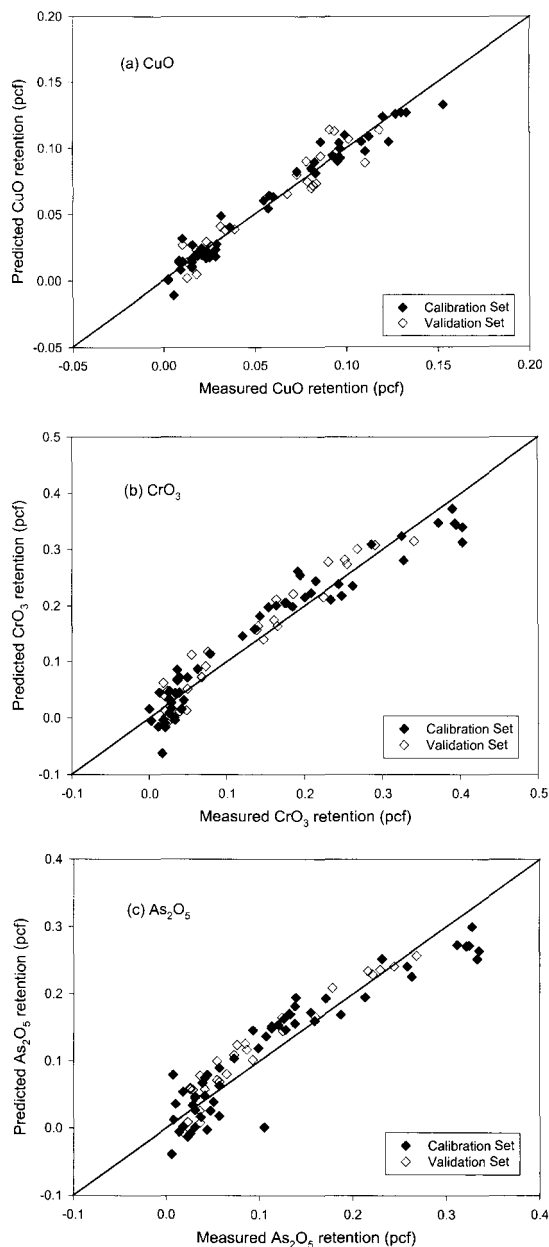 (a) CuO
Predicted CuO retention (pcf)
0.20
0.15
0.10
0.05
0.00
-0.05
Calibration Set
Validation Set
-0.05 0.00 0.05 0.10 0.15 0.20
Measured CuO retention (pcf)
(b) CrO₃
Predicted CrO₃ retention (pcf)
0.5
0.4
0.3
0.2
0.1
0.0
-0.1
Calibration Set
Validation Set
-0.1 0.0 0.1 0.2 0.3 0.4 0.5
Measured CrO₃ retention (pcf)
(c) As₂O₅
Predicted As₂O₅ retention (pcf)
0.4
0.3
0.2
0.1
0.0
-0.1
Calibration Set
Validation Set
-0.1 0.0 0.1 0.2 0.3 0.4
Measured As₂O₅ retention (pcf)